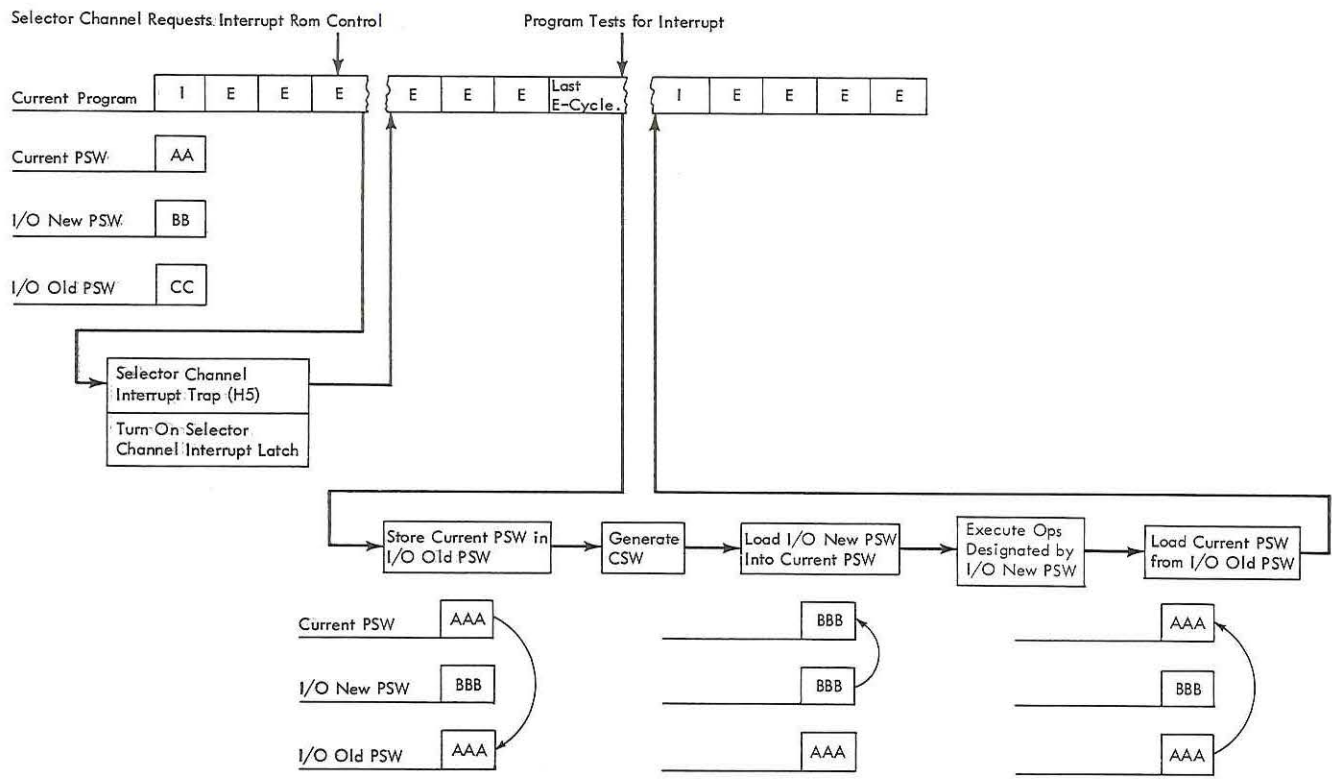 Selector Channel Requests Interrupt Rom Control
Program Tests for Interrupt
Current Program
I
E
E
E
E
E
E
Last
E-Cycle.
I
E
E
E
E
Current PSW
AA
I/O New PSW
BB
I/O Old PSW
CC
Selector Channel
Interrupt Trap (H5)
Turn On Selector
Channel Interrupt Latch
Store Current PSW in
I/O Old PSW
Generate
CSW
Load I/O New PSW
Into Current PSW
Execute Ops
Designated by
I/O New PSW
Load Current PSW
from I/O Old PSW
Current PSW
AAA
BBB
AAA
I/O New PSW
BBB
BBB
BBB
I/O Old PSW
AAA
AAA
AAA